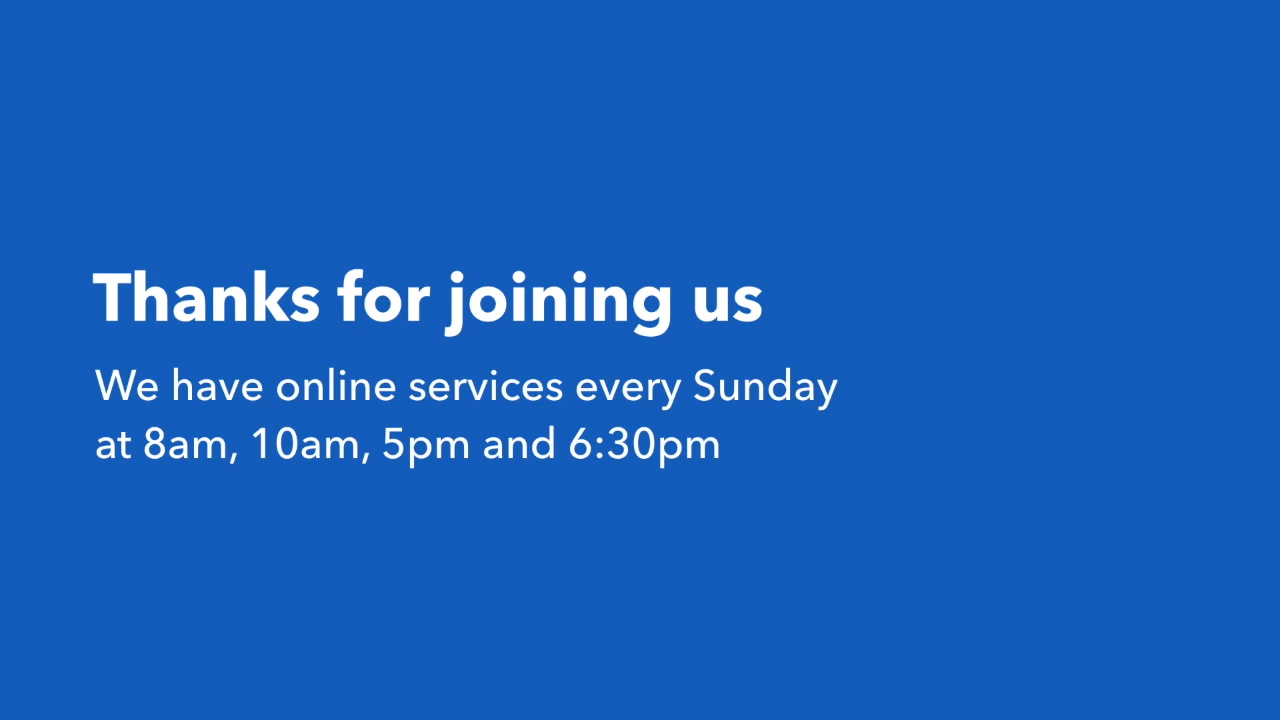 Thanks for joining us
We have online services every Sunday
at 8am, 10am, 5pm and 6:30pm